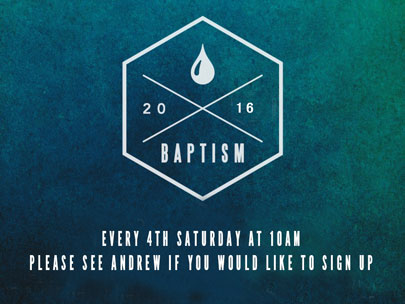 20 16
BAPTISM
EVERY 4TH SATURDAY AT 10AM
PLEASE SEE ANDREW IF YOU WOULD LIKE TO SIGN UP